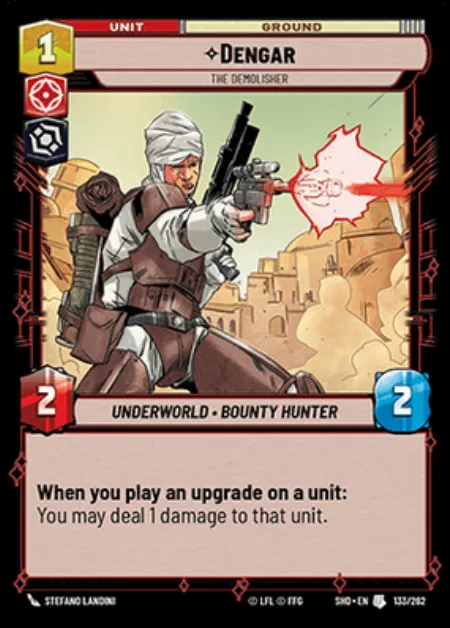 UNIT
GROUND
1
DENGAR
THE DEMOLISHER
2
UNDERWORLD • BOUNTY HUNTER
2
When you play an upgrade on a unit:
You may deal 1 damage to that unit.
STEFANO LANDINI
© LFL © FFG
SHD • EN
133/262